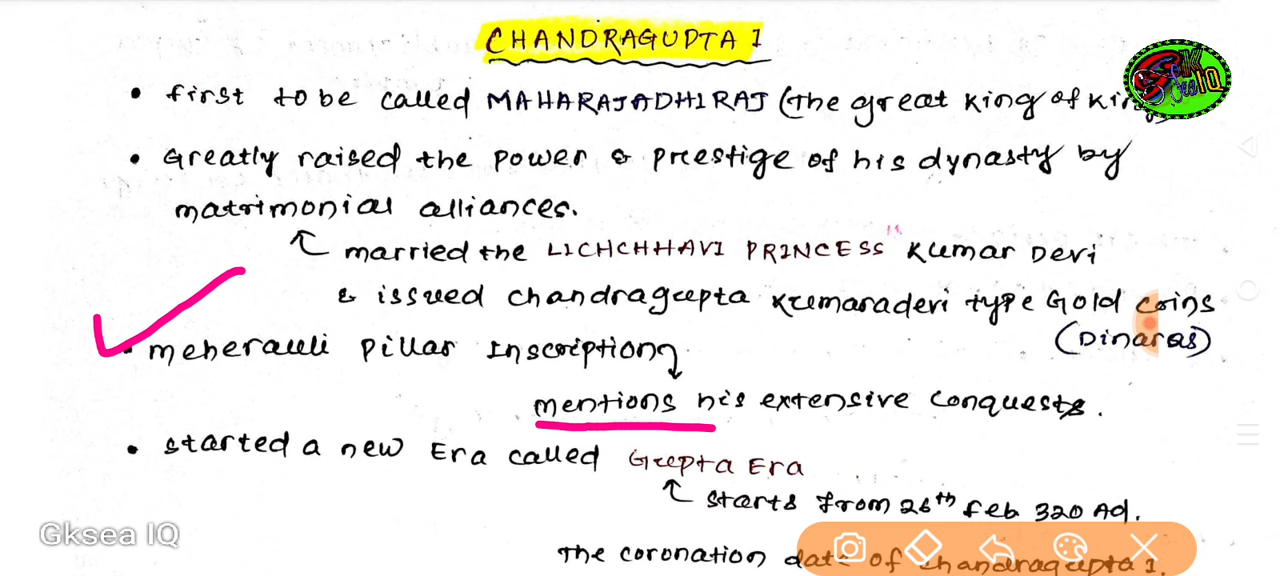 CHANDRAGUPTA I
• First to be called MAHARAJADHIRAJ (The great King of Kings
• Greatly raised the power & prestige of his dynasty by
matrimonial alliances.
married the LICHCHHAVI PRINCESS" Kumar Devi
& issued Chandragupta Kumaradevi type Gold coins
(Dinaras)
• Meherauli Pillar Inscription
mentions his extensive conquests.
• Started a new Era called Gupta Era
starts from 26th Feb 320 AD.
The coronation date of Chandragupta I.
Gksea IQ